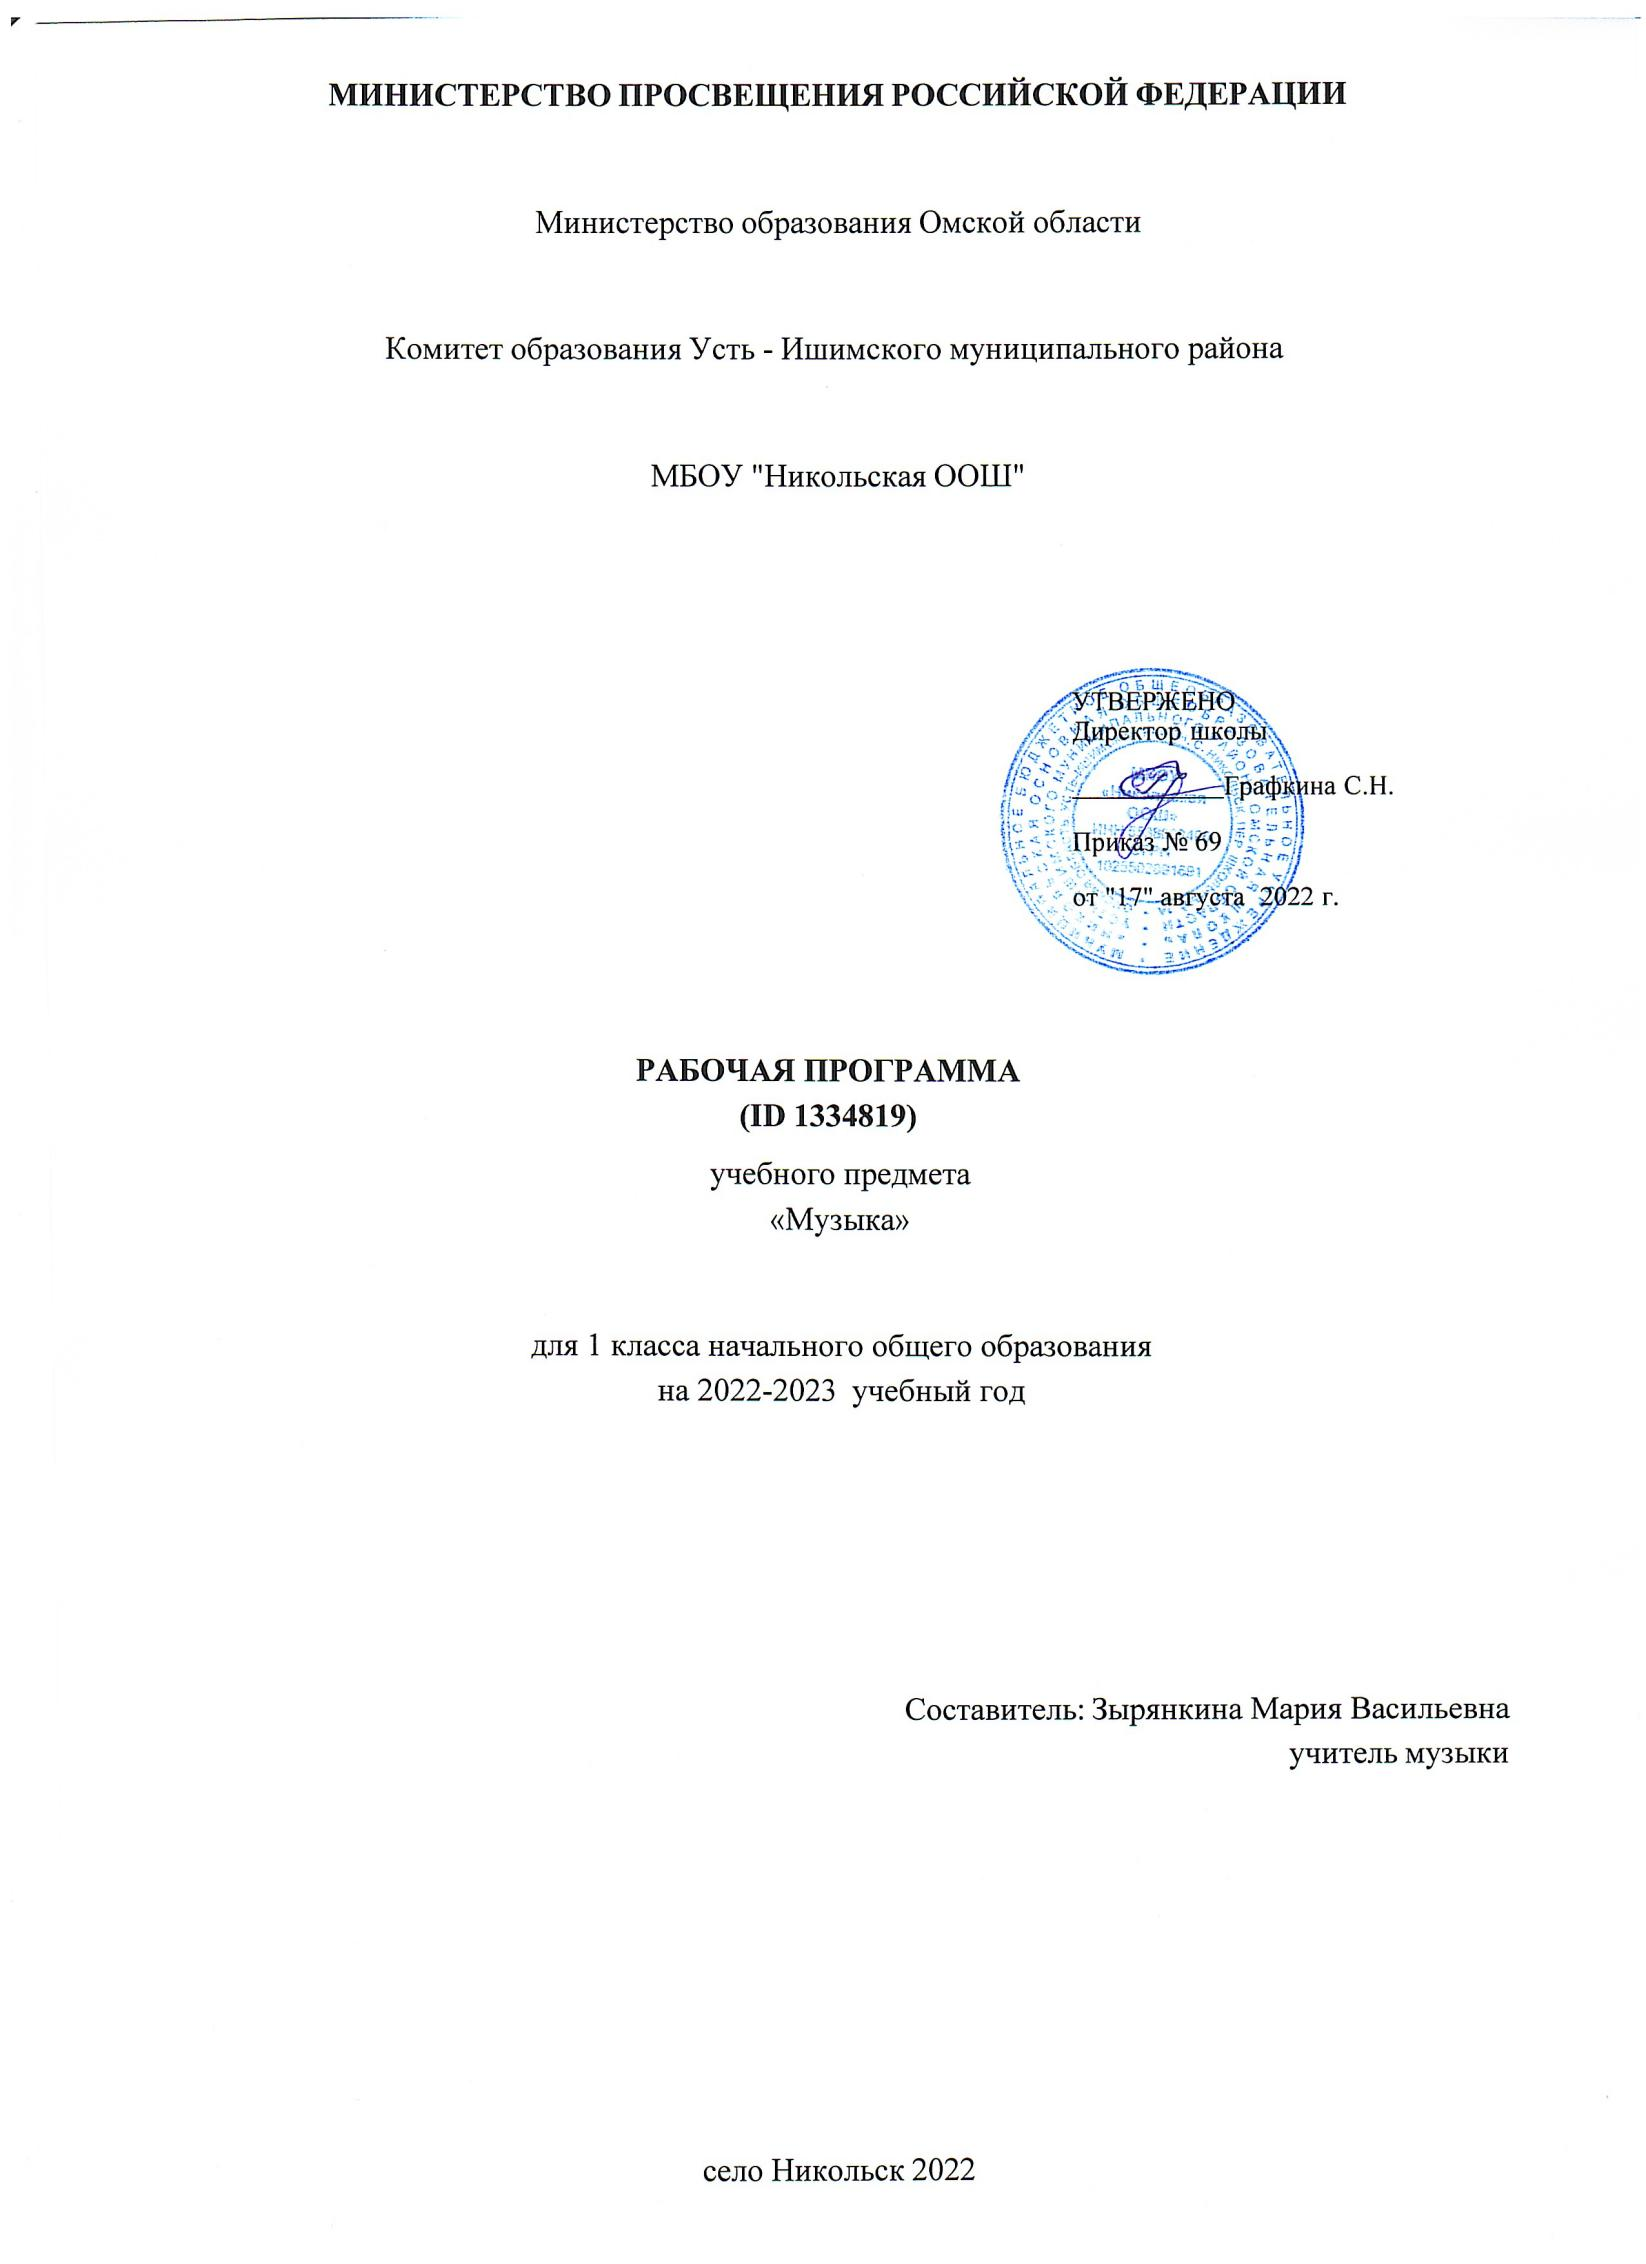 МИНИСТЕРСТВО ПРОСВЕЩЕНИЯ РОССИЙСКОЙ ФЕДЕРАЦИИ
Министерство образования Омской области
Комитет образования Усть - Ишимского муниципального района
МБОУ "Никольская ООШ"
УТВЕРЖЕНО
Директор школы
Графкина С.Н.
Приказ № 69
от "17" августа 2022 г.
РАБОЧАЯ ПРОГРАММА
(ID 1334819)
учебного предмета
«Музыка»
для 1 класса начального общего образования
на 2022-2023 учебный год
Составитель: Зырянкина Мария Васильевна
учитель музыки
село Никольск 2022